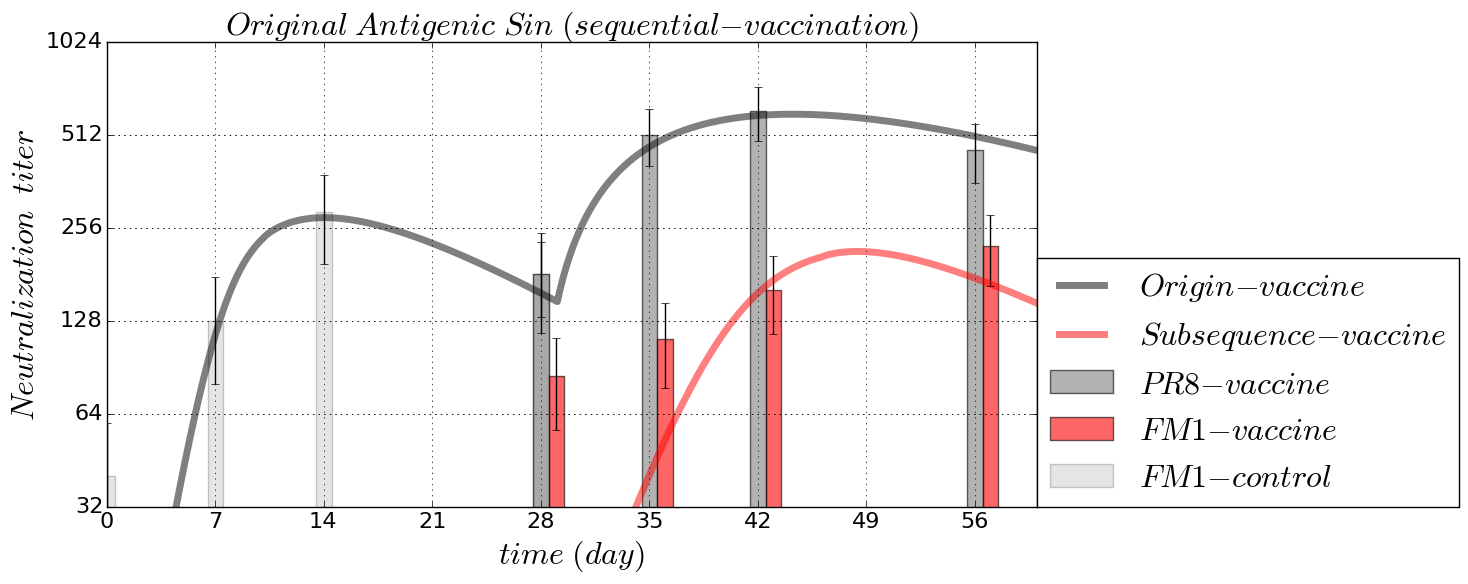 Original Antigenic Sin (sequential−vaccination)
Neutralization titer
1024
512
256
128
64
32
0 7 14 21 28 35 42 49 56
time (day)
Origin−vaccine
Subsequence−vaccine
PR8−vaccine
FM1−vaccine
FM1−control